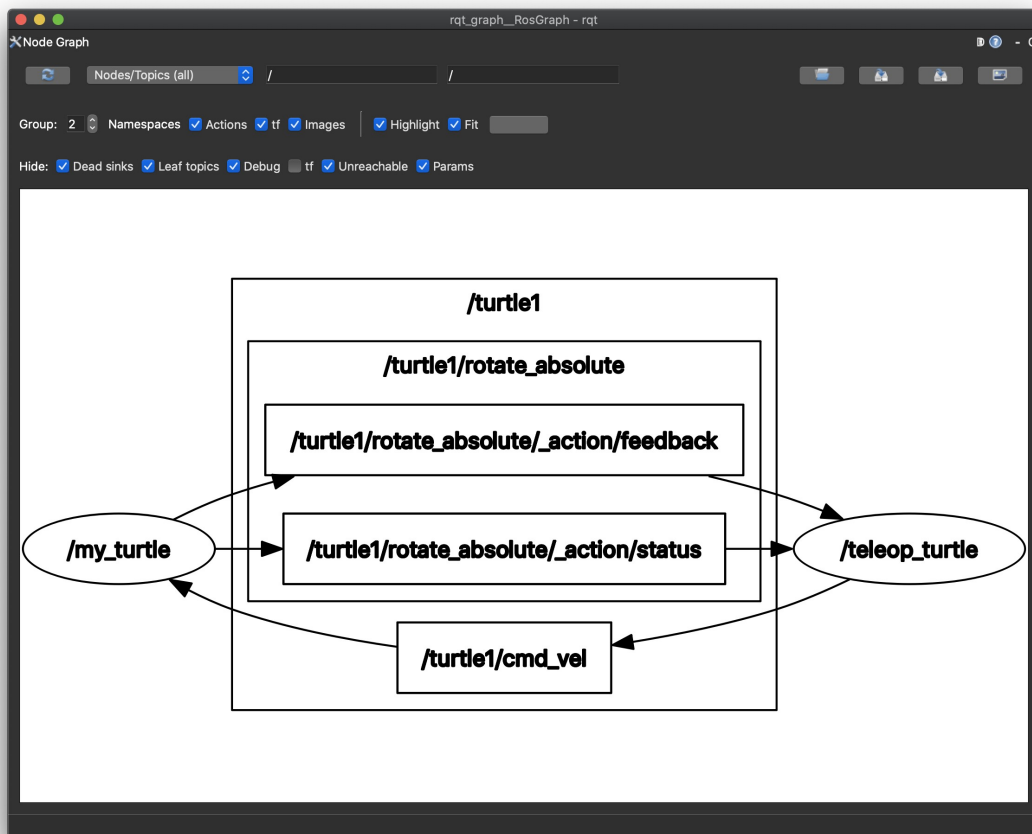 rqt_graph__RosGraph - rqt
Node Graph
D ? -
Nodes/Topics (all) / /
Group: 2 Namespaces Actions tf Images Highlight Fit
Hide: Dead sinks Leaf topics Debug tf Unreachable Params
/turtle1
/turtle1/rotate_absolute
/turtle1/rotate_absolute/_action/feedback
/my_turtle
/turtle1/rotate_absolute/_action/status
/teleop_turtle
/turtle1/cmd_vel